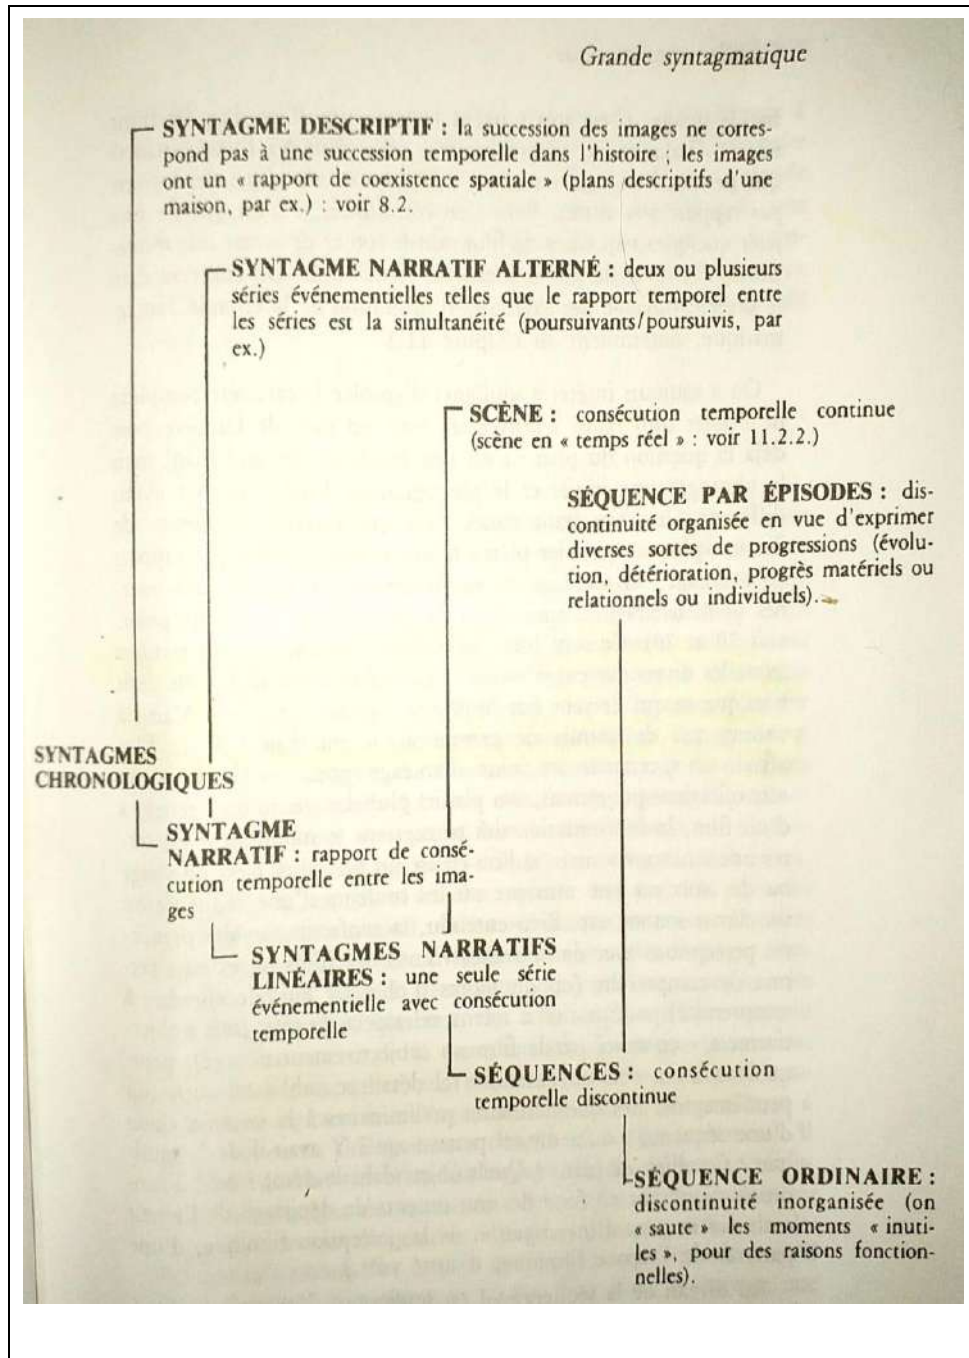 Grande syntagmatique
SYNTAGME DESCRIPTIF : la succession des images ne corres-
pond pas à une succession temporelle dans l'histoire ; les images
ont un « rapport de coexistence spatiale » (plans descriptifs d'une
maison, par ex.) : voir 8.2.
SYNTAGME NARRATIF ALTERNÉ : deux ou plusieurs
séries événementielles telles que le rapport temporel entre
les séries est la simultanéité (poursuivants/poursuivis, par
ex.)
SCÈNE : consécution temporelle continue
(scène en « temps réel » : voir 11.2.2.)
SÉQUENCE PAR ÉPISODES : dis-
continuité organisée en vue d'exprimer
diverses sortes de progressions (évolu-
tion, détérioration, progrès matériels ou
relationnels ou individuels).
SYNTAGMES
CHRONOLOGIQUES
SYNTAGME
NARRATIF : rapport de consé-
cution temporelle entre les ima-
ges
SYNTAGMES NARRATIFS
LINÉAIRES : une seule série
événementielle avec consécution
temporelle
SÉQUENCES : consécution
temporelle discontinue
SÉQUENCE ORDINAIRE :
discontinuité inorganisée (on
« saute » les moments « inuti-
les », pour des raisons fonction-
nelles).